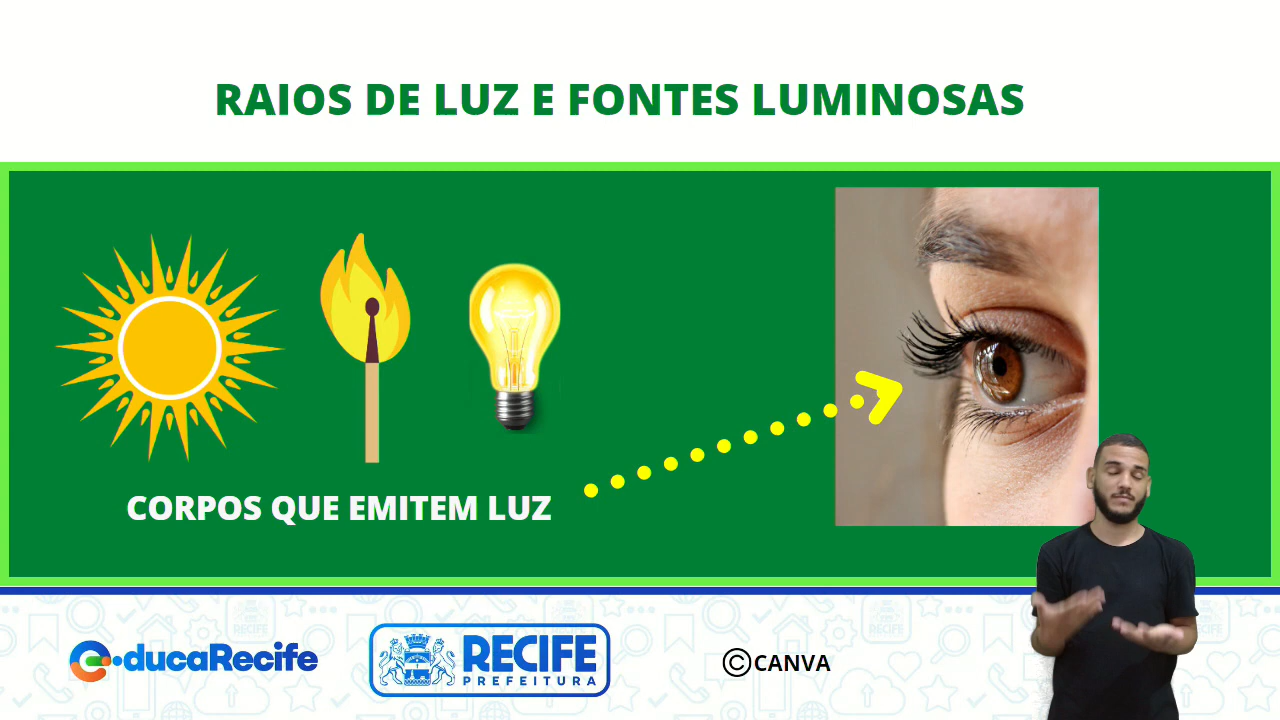 RAIOS DE LUZ E FONTES LUMINOSAS
CORPOS QUE EMITEM LUZ
educaRecife
RECIFE
PREFEITURA
©CANVA